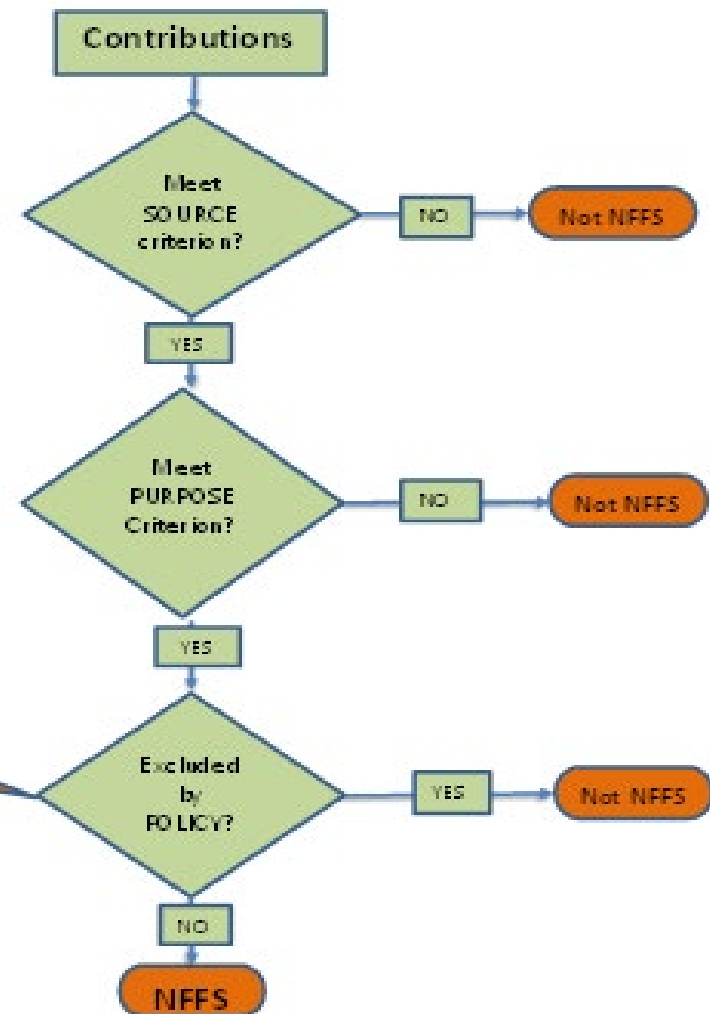 Contributions
Meet
SOURCE
criterion?
NO
Not NFFS
YES
Meet
PURPOSE
Criterion?
NO
Not NFFS
YES
Excluded
by
POLICY?
YES
Not NFFS
NO
NFFS